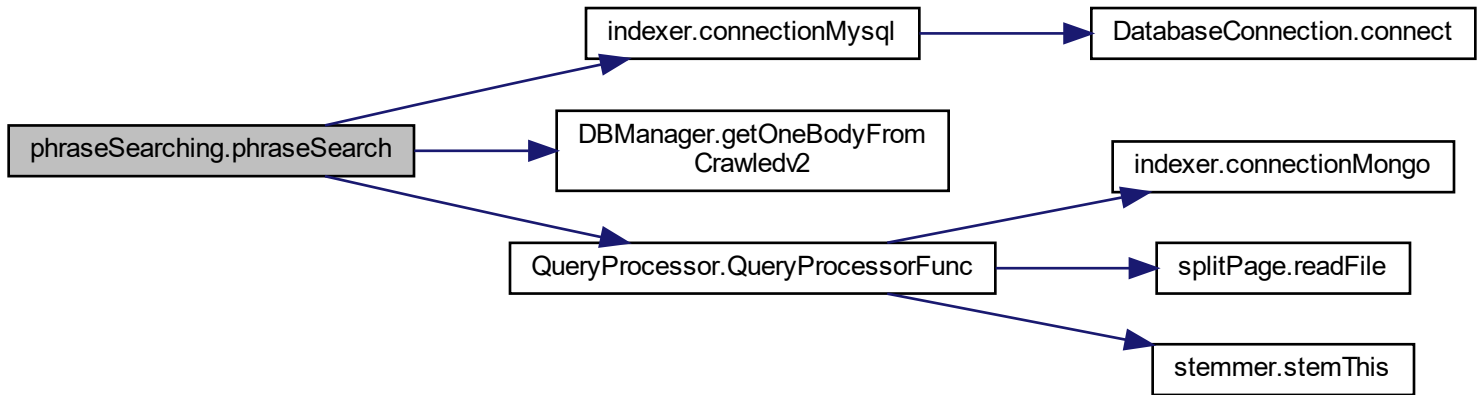 indexer.connectionMysql
DatabaseConnection.connect
phraseSearching.phraseSearch
DBManager.getOneBodyFrom
Crawledv2
indexer.connectionMongo
QueryProcessor.QueryProcessorFunc
splitPage.readFile
stemmer.stemThis